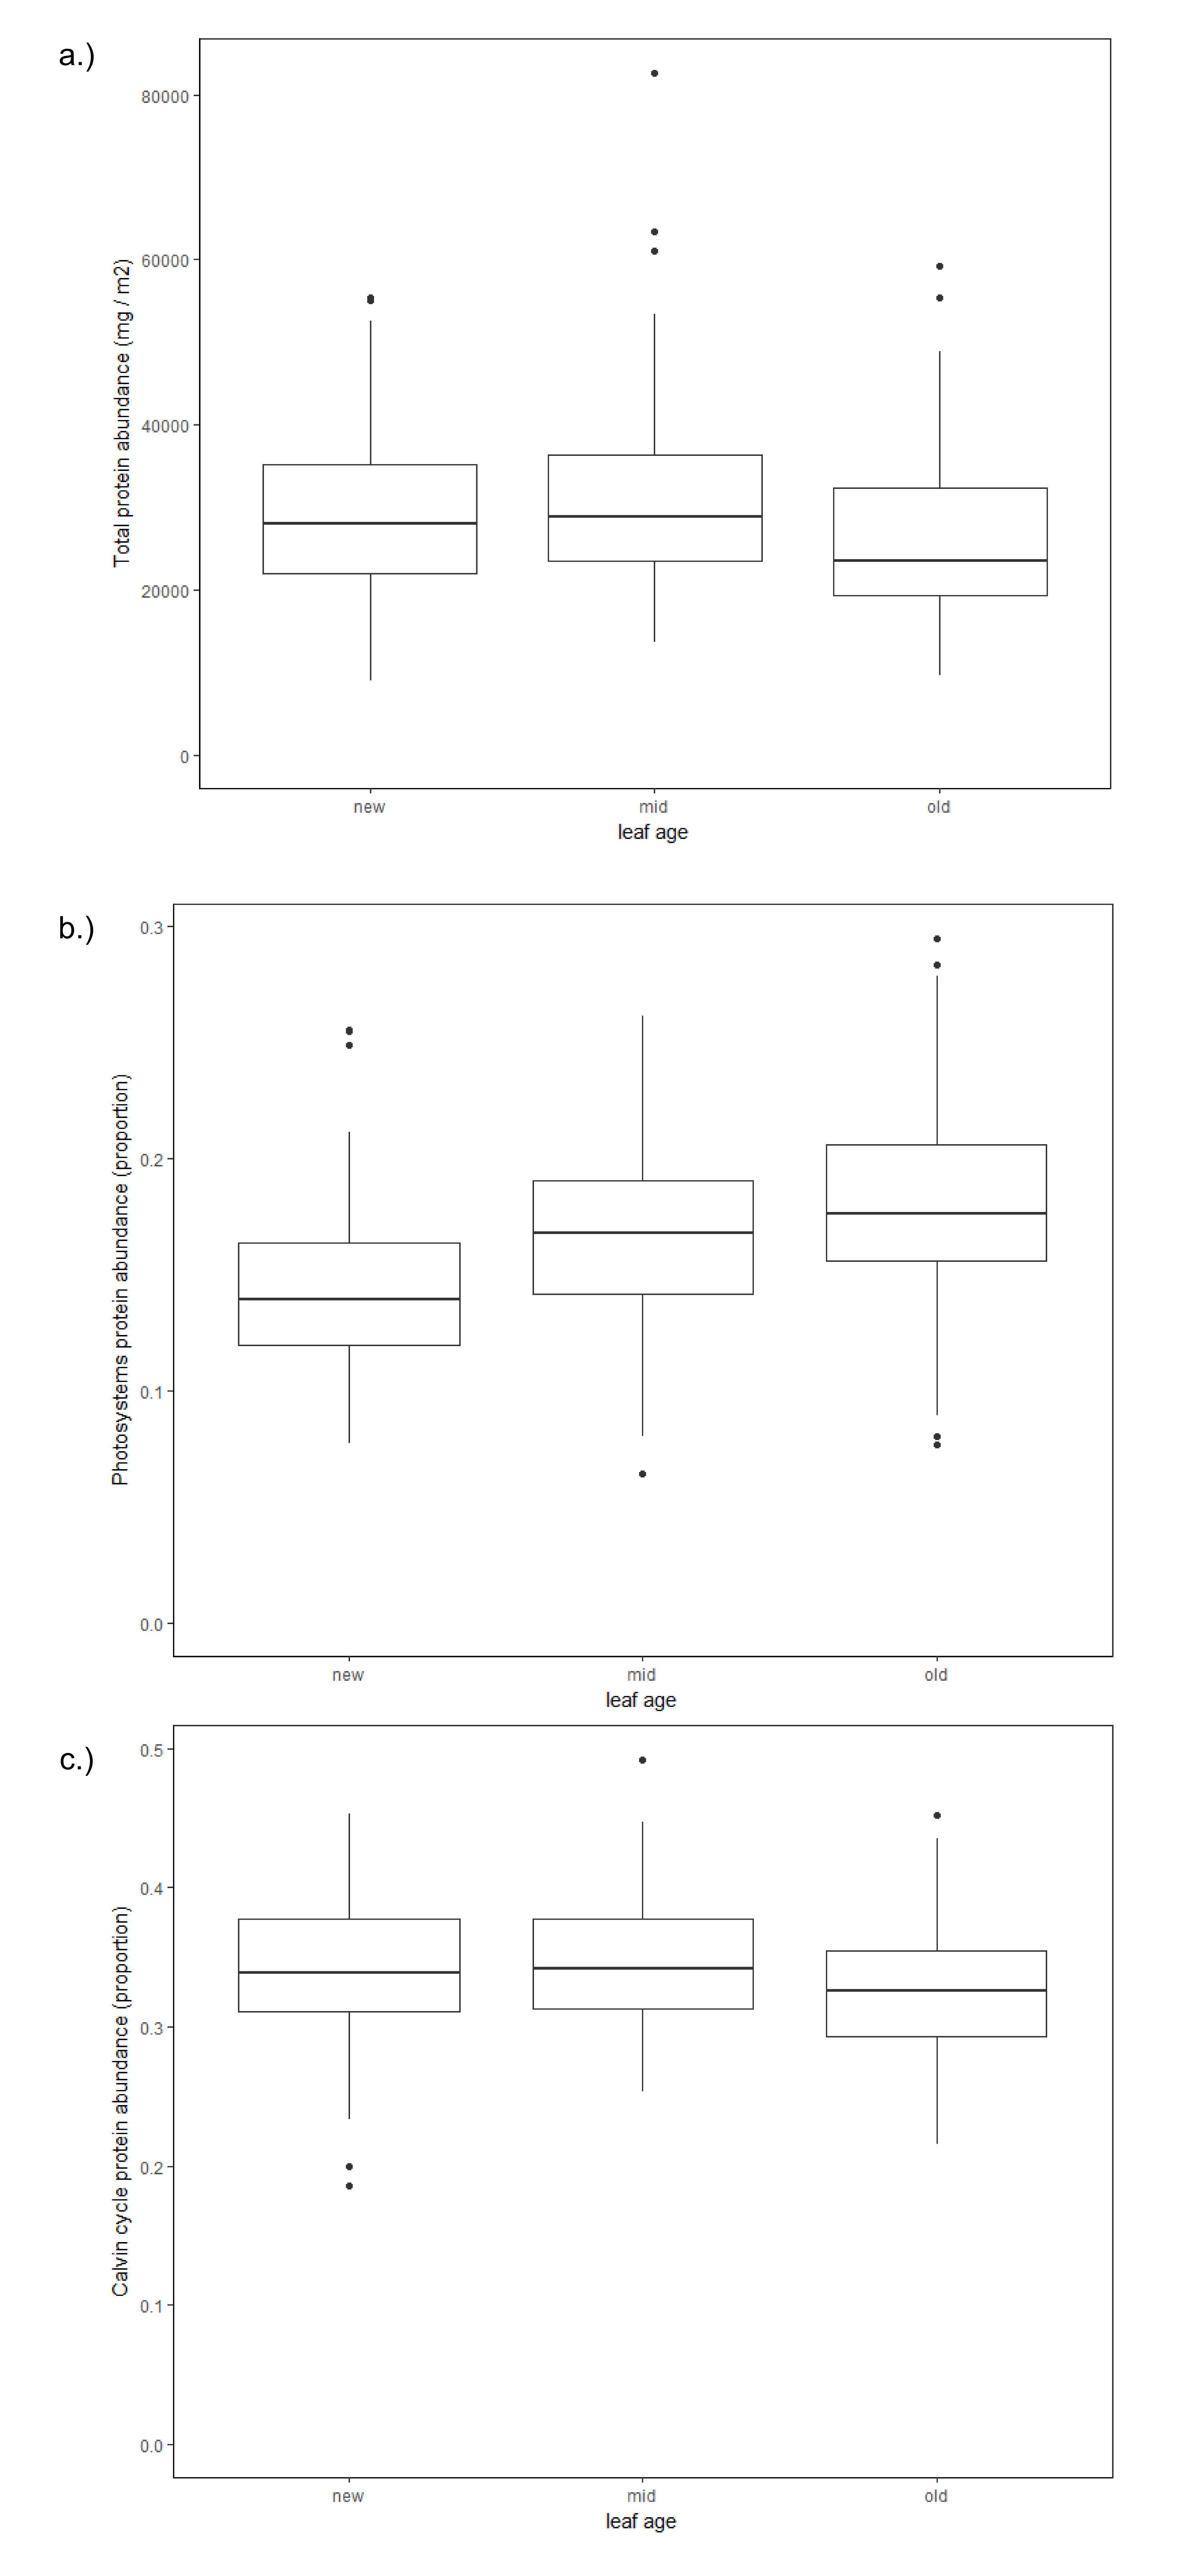 a.)
Total protein abundance (mg / m2)
80000
60000
40000
20000
0
new mid old
leaf age
b.)
Photosystems protein abundance (proportion)
0.3
0.2
0.1
0.0
new mid old
leaf age
c.)
Calvin cycle protein abundance (proportion)
0.5
0.4
0.3
0.2
0.1
0.0
new mid old
leaf age